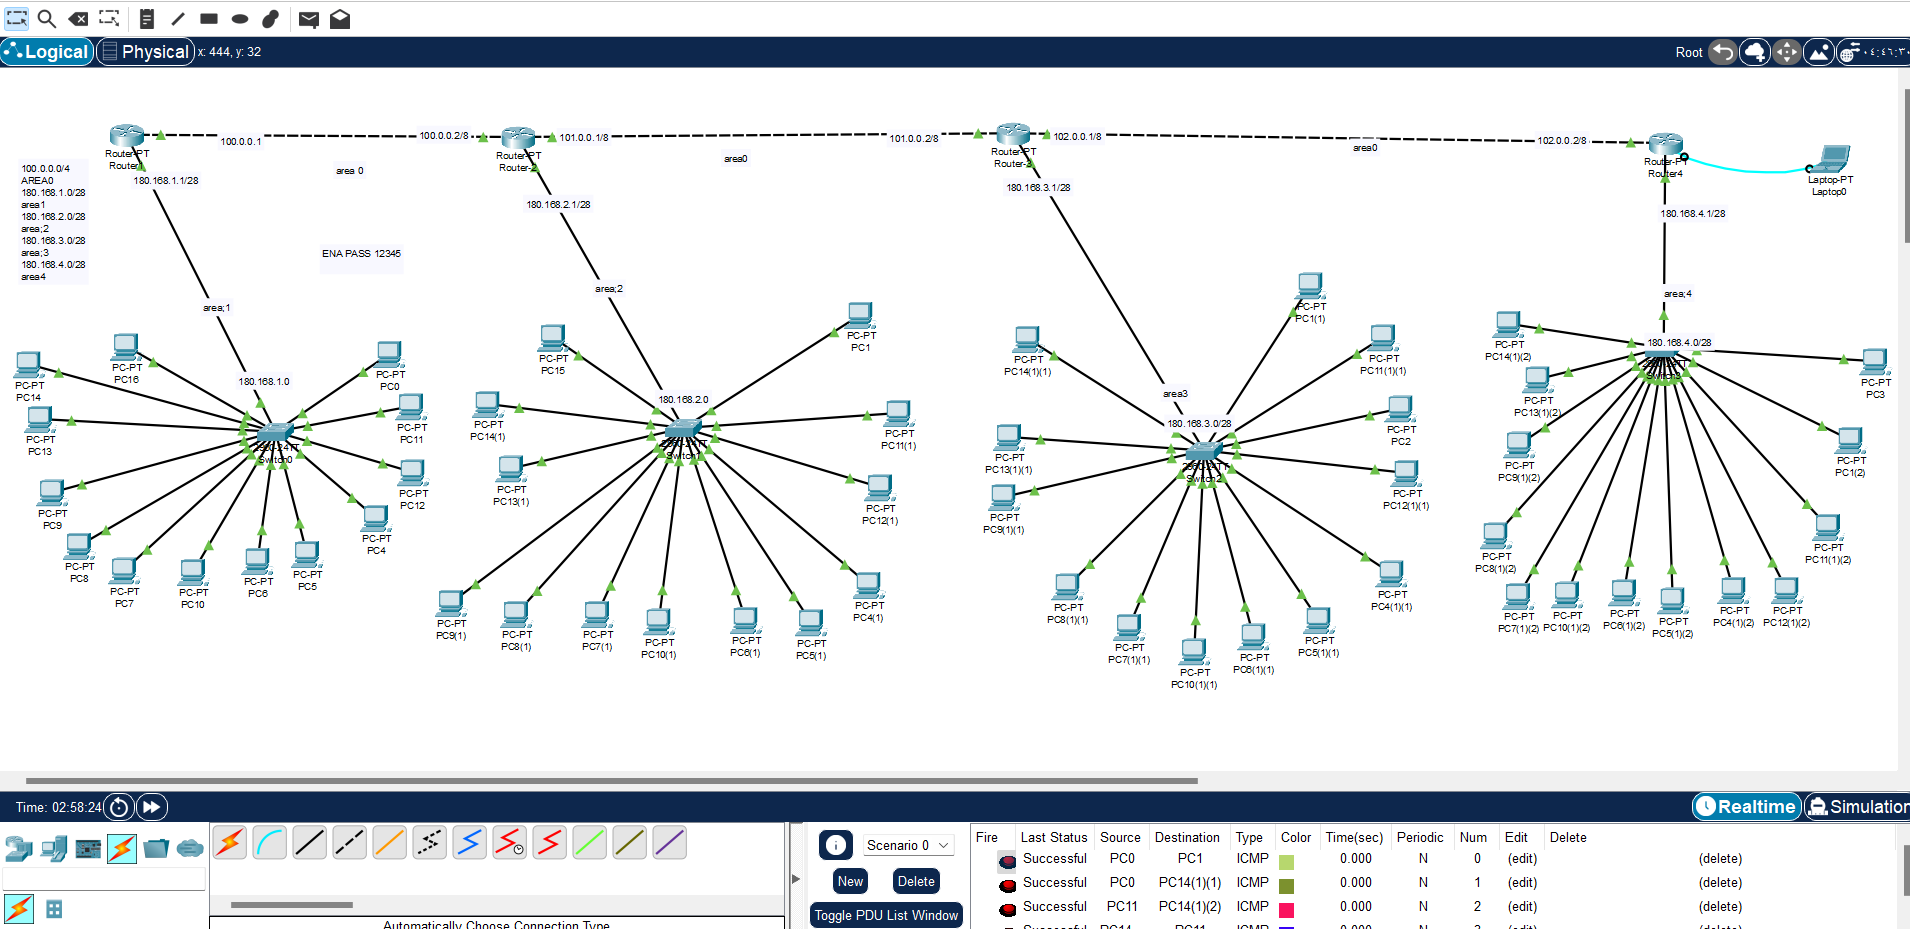 Logical
Physical
x: 444, y: 32
Root
٠٤:٤٦:٣٠
100.0.0.1
100.0.0.2/8
101.0.0.1/8
101.0.0.2/8
102.0.0.1/8
102.0.0.2/8
area 0
area0
area0
Router-PT
Router-PT
Router-2
Router-PT
Router-3
Router-PT
Router4
Laptop-PT
Laptop0
180.168.1.1/28
180.168.2.1/28
180.168.3.1/28
180.168.4.1/28
100.0.0.0/4
AREA0
180.168.1.0/28
area1
180.168.2.0/28
area;2
180.168.3.0/28
area;3
180.168.4.0/28
area4
ENA PASS 12345
area;1
area;2
area3
area;4
180.168.1.0
180.168.2.0
180.168.3.0/28
180.168.4.0/28
PC-PT
PC14
PC-PT
PC16
PC-PT
PC0
PC-PT
PC13
PC-PT
PC11
PC-PT
PC9
PC-PT
PC12
PC-PT
PC8
PC-PT
PC7
PC-PT
PC10
PC-PT
PC6
PC-PT
PC5
PC-PT
PC4
Switch0
PC-PT
PC15
PC-PT
PC1
PC-PT
PC14(1)
PC-PT
PC11(1)
PC-PT
PC13(1)
PC-PT
PC12(1)
PC-PT
PC9(1)
PC-PT
PC8(1)
PC-PT
PC7(1)
PC-PT
PC10(1)
PC-PT
PC6(1)
PC-PT
PC5(1)
PC-PT
PC4(1)
Switch1
PC-PT
PC1(1)
PC-PT
PC14(1)(1)
PC-PT
PC11(1)(1)
PC-PT
PC2
PC-PT
PC13(1)(1)
PC-PT
PC12(1)(1)
PC-PT
PC9(1)(1)
PC-PT
PC8(1)(1)
PC-PT
PC7(1)(1)
PC-PT
PC10(1)(1)
PC-PT
PC6(1)(1)
PC-PT
PC5(1)(1)
PC-PT
PC4(1)(1)
2960-24TT
Switch2
PC-PT
PC14(1)(2)
PC-PT
PC3
PC-PT
PC13(1)(2)
PC-PT
PC9(1)(2)
PC-PT
PC1(2)
PC-PT
PC8(1)(2)
PC-PT
PC11(1)(2)
PC-PT
PC7(1)(2)
PC-PT
PC10(1)(2)
PC-PT
PC6(1)(2)
PC-PT
PC5(1)(2)
PC-PT
PC4(1)(2)
PC-PT
PC12(1)(2)
Switch3
Time: 02:58:24
Realtime
Simulation
Scenario 0
New
Delete
Toggle PDU List Window
Automatically Choose Connection Type
Fire Last Status Source Destination Type Color Time(sec) Periodic Num Edit Delete
Successful PC0 PC1 ICMP 0.000 N 0 (edit) (delete)
Successful PC0 PC14(1)(1) ICMP 0.000 N 1 (edit) (delete)
Successful PC11 PC14(1)(2) ICMP 0.000 N 2 (edit) (delete)